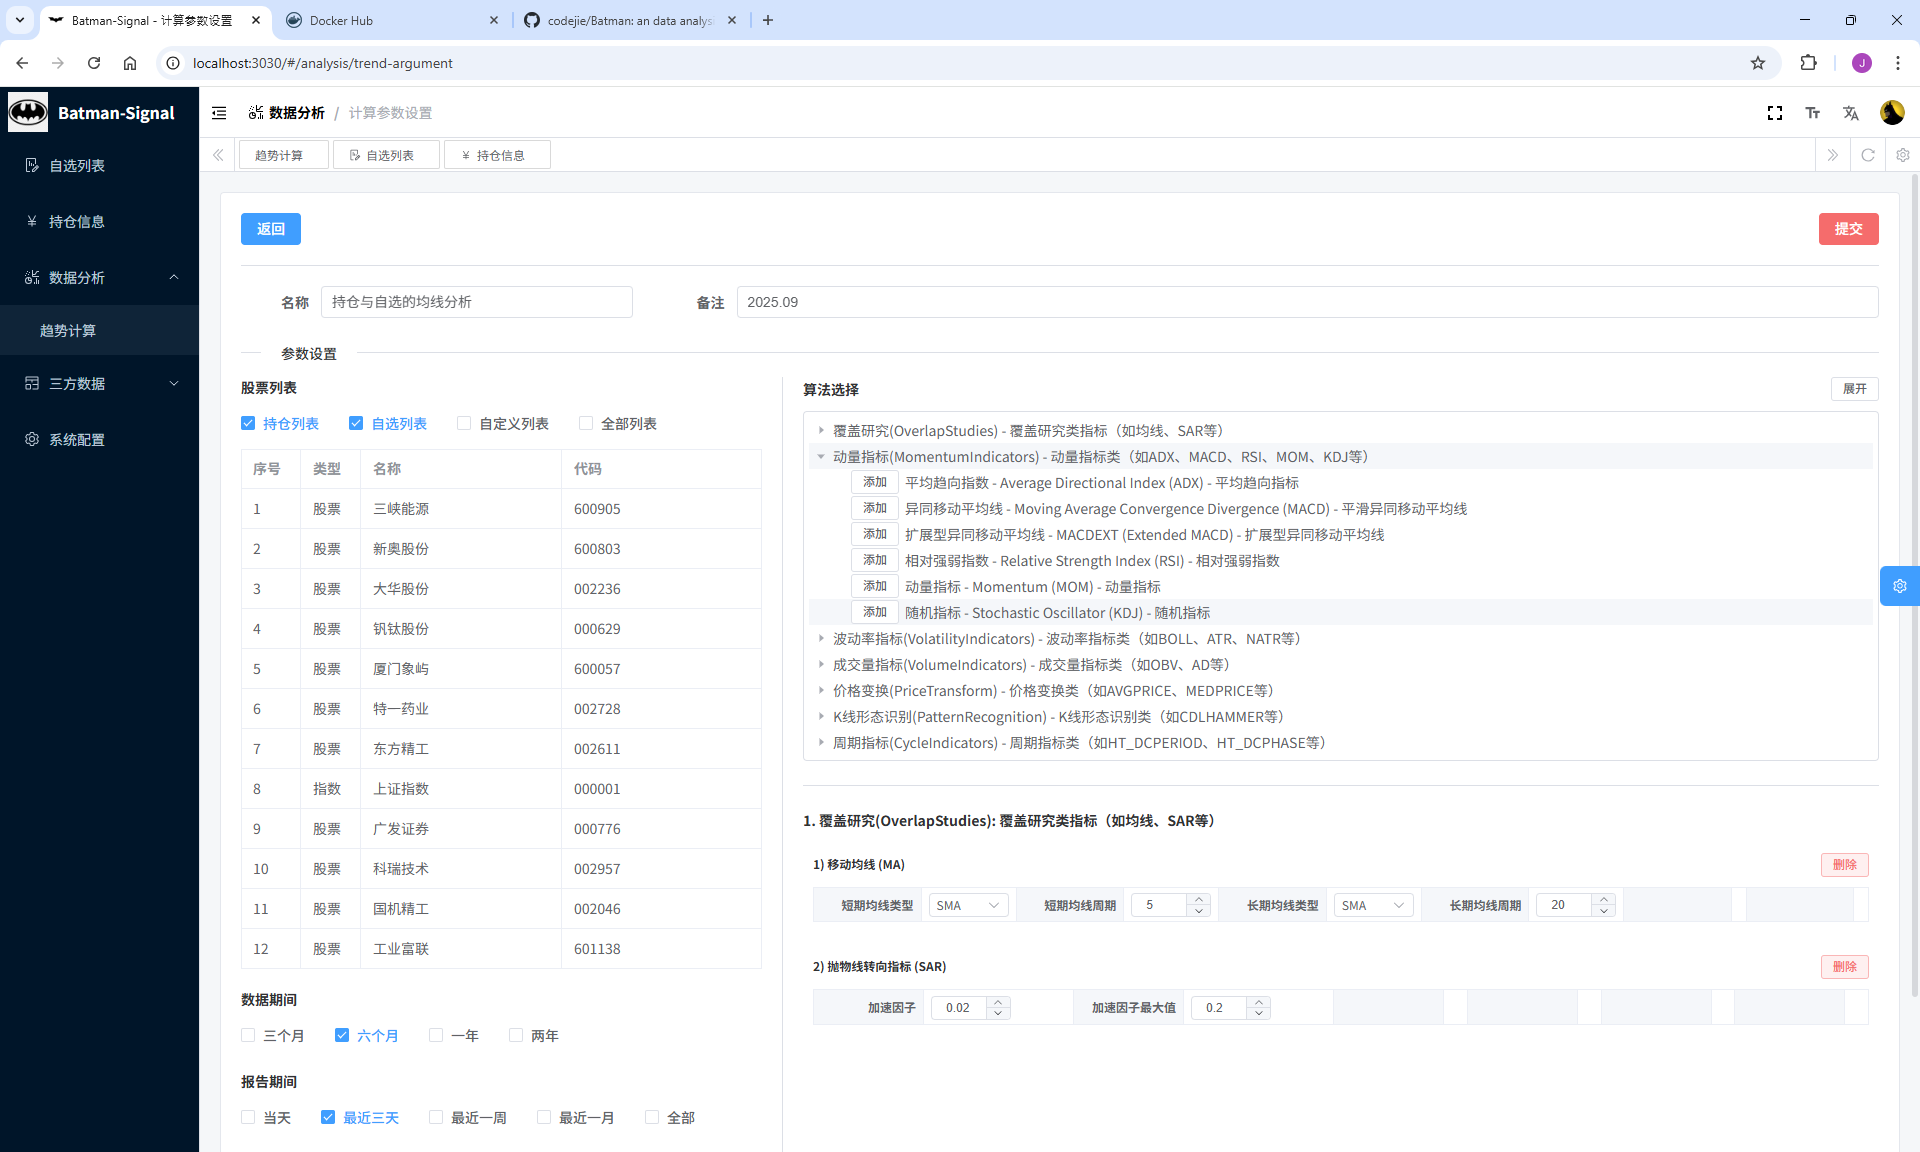 Batman-Signal - 计算参数设置
Docker Hub
codejie/Batman: an data analys
localhost:3030/#/analysis/trend-argument
J
Batman-Signal
数据分析 / 计算参数设置
自选列表
持仓信息
数据分析
趋势计算
三方数据
系统配置
趋势计算
自选列表
¥ 持仓信息
返回
提交
名称 持仓与自选的均线分析 备注 2025.09
参数设置
股票列表
持仓列表 自选列表 自定义列表 全部列表
序号 类型 名称 代码
1 股票 三峡能源 600905
2 股票 新奥股份 600803
3 股票 大华股份 002236
4 股票 钒钛股份 000629
5 股票 厦门象屿 600057
6 股票 特一药业 002728
7 股票 东方精工 002611
8 指数 上证指数 000001
9 股票 广发证券 000776
10 股票 科瑞技术 002957
11 股票 国机精工 002046
12 股票 工业富联 601138
数据期间
三个月 六个月 一年 两年
报告期间
当天 最近三天 最近一周 最近一月 全部
算法选择 展开
覆盖研究(OverlapStudies) - 覆盖研究类指标（如均线、SAR等）
动量指标(MomentumIndicators) - 动量指标类（如ADX、MACD、RSI、MOM、KDJ等）
添加 平均趋向指数 - Average Directional Index (ADX) - 平均趋向指标
添加 异同移动平均线 - Moving Average Convergence Divergence (MACD) - 平滑异同移动平均线
添加 扩展型异同移动平均线 - MACDEXT (Extended MACD) - 扩展型异同移动平均线
添加 相对强弱指数 - Relative Strength Index (RSI) - 相对强弱指数
添加 动量指标 - Momentum (MOM) - 动量指标
添加 随机指标 - Stochastic Oscillator (KDJ) - 随机指标
波动率指标(VolatilityIndicators) - 波动率指标类（如BOLL、ATR、NATR等）
成交量指标(VolumeIndicators) - 成交量指标类（如OBV、AD等）
价格变换(PriceTransform) - 价格变换类（如AVGPRICE、MEDPRICE等）
K线形态识别(PatternRecognition) - K线形态识别类（如CDLHAMMER等）
周期指标(CycleIndicators) - 周期指标类（如HT_DCPERIOD、HT_DCPHASE等）
1. 覆盖研究(OverlapStudies): 覆盖研究类指标（如均线、SAR等）
1) 移动均线 (MA) 删除
短期均线类型 SMA 短期均线周期 5 长期均线类型 SMA 长期均线周期 20
2) 抛物线转向指标 (SAR) 删除
加速因子 0.02 加速因子最大值 0.2